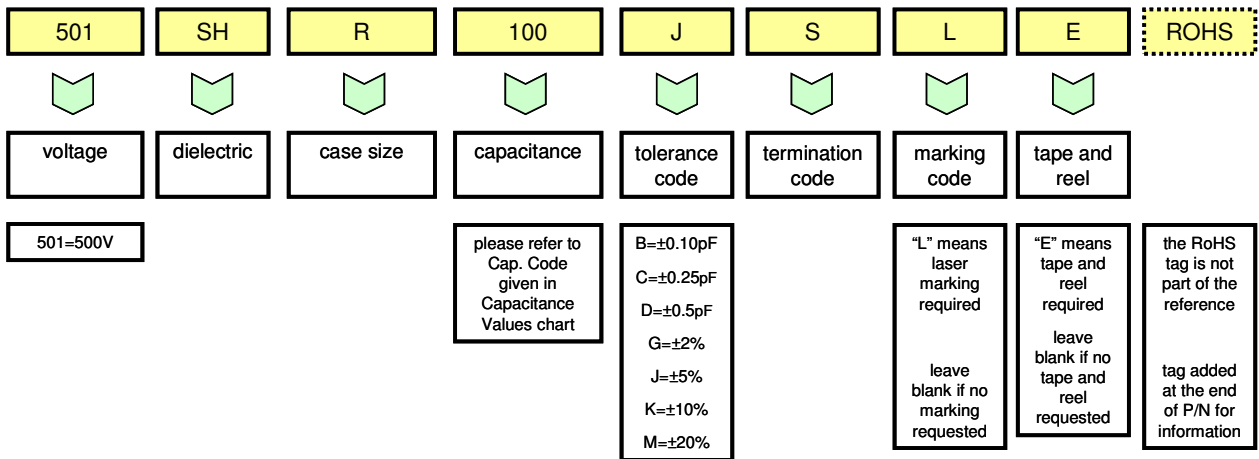 501 SH R 100 J S L E ROHS
voltage dielectric case size capacitance tolerance code termination code marking code tape and reel
501=500V
please refer to
Cap. Code
given in
Capacitance
Values chart
B=±0.10pF
C=±0.25pF
D=±0.5pF
G=±2%
J=±5%
K=±10%
M=±20%
“L” means
laser
marking
required
leave
blank if no
marking
requested
“E” means
tape and
reel
required
leave
blank if no
tape and
reel
requested
the RoHS
tag is not
part of the
reference
tag added
at the end
of P/N for
information